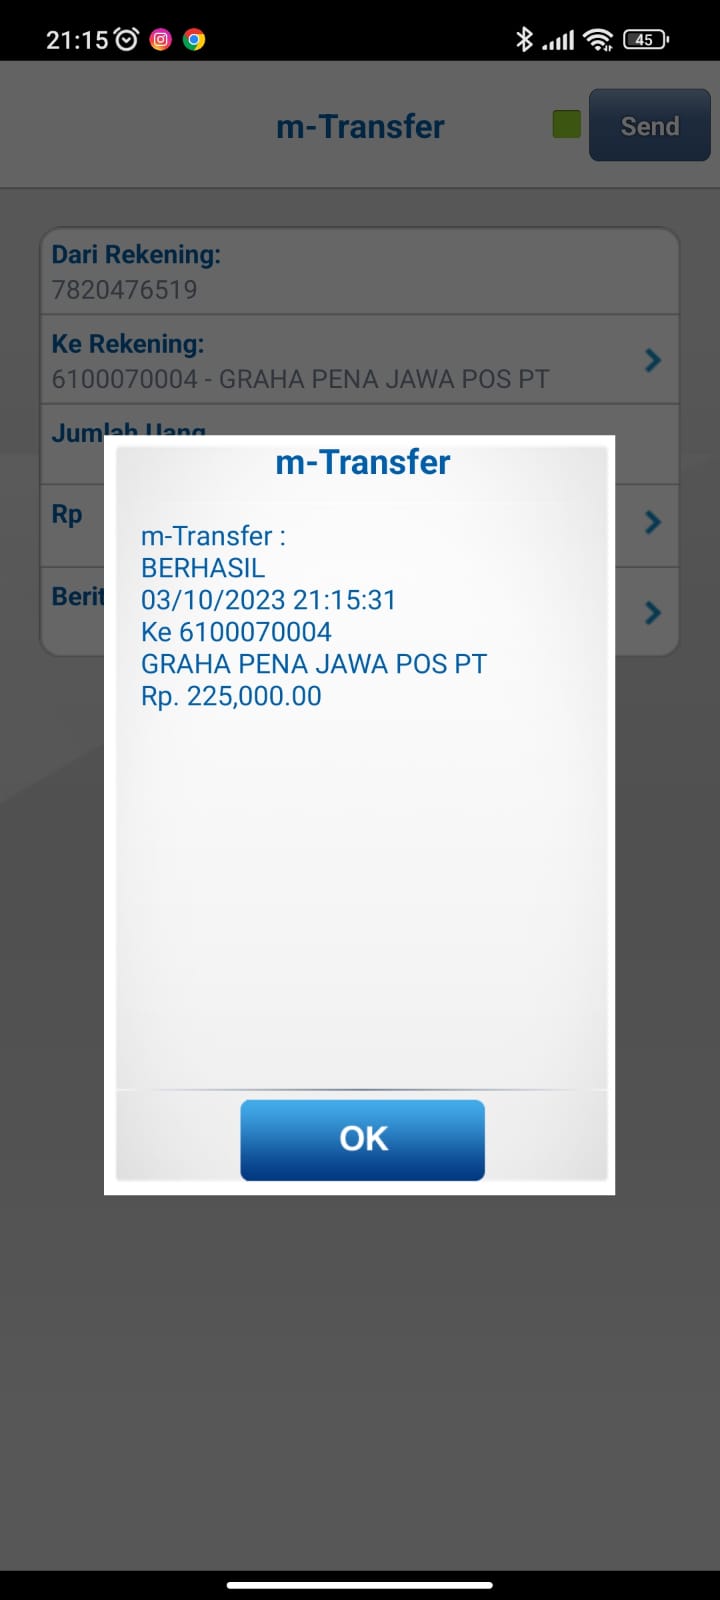 21:15
45
m-Transfer
Send
Dari Rekening:
7820476519
Ke Rekening:
6100070004 - GRAHA PENA JAWA POS PT
Jumlah Uang
Rp
m-Transfer
m-Transfer :
BERHASIL
03/10/2023 21:15:31
Ke 6100070004
GRAHA PENA JAWA POS PT
Rp. 225,000.00
OK